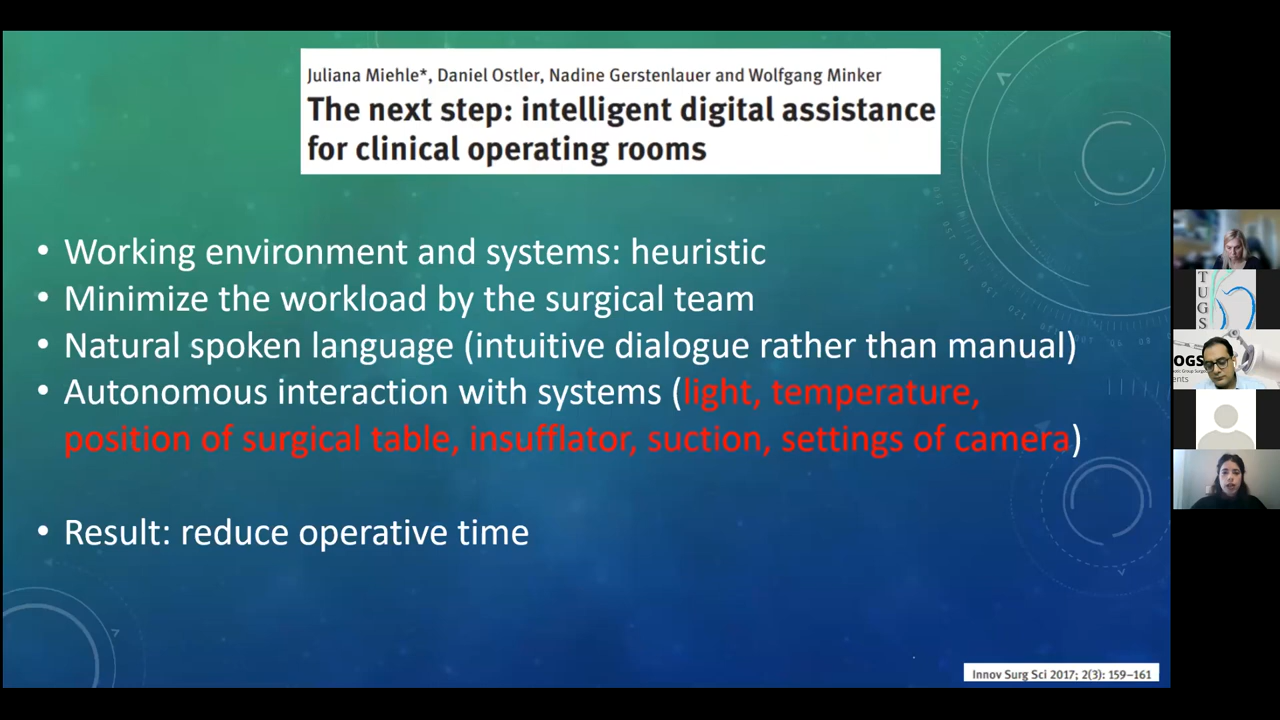 Juliana Miehle*, Daniel Ostler, Nadine Gerstenlauer and Wolfgang Minker
The next step: intelligent digital assistance
for clinical operating rooms
• Working environment and systems: heuristic
• Minimize the workload by the surgical team
• Natural spoken language (intuitive dialogue rather than manual)
• Autonomous interaction with systems (light, temperature,
position of surgical table, insufflator, suction, settings of camera)
• Result: reduce operative time
Innov Surg Sci 2017; 2(3): 159–161
T
U
G
S
OGS